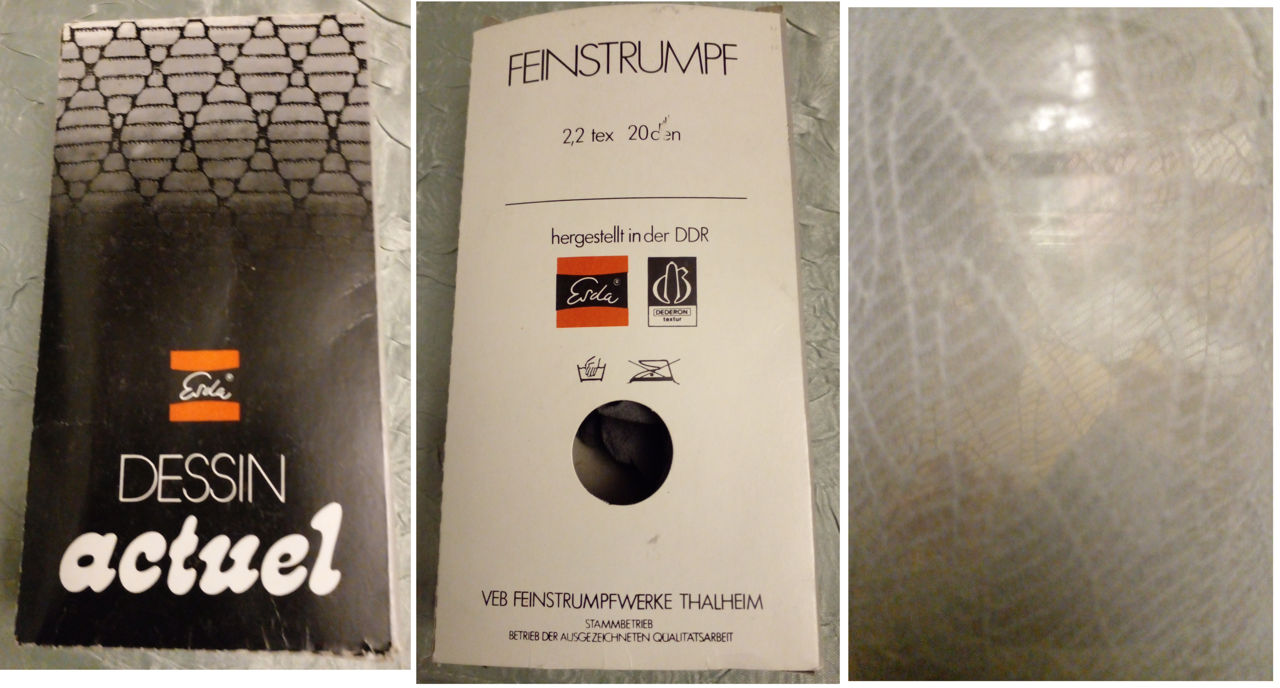 Esda®
DESSIN
actuel
FEINSTRUMPF
2,2 tex 20 den
hergestellt in der DDR
Esda®
DEDERON
textur
VEB FEINSTRUMPFWERKE THALHEIM
STAMMBETRIEB
BETRIEB DER AUSGEZEICHNETEN QUALITÄTSARBEIT